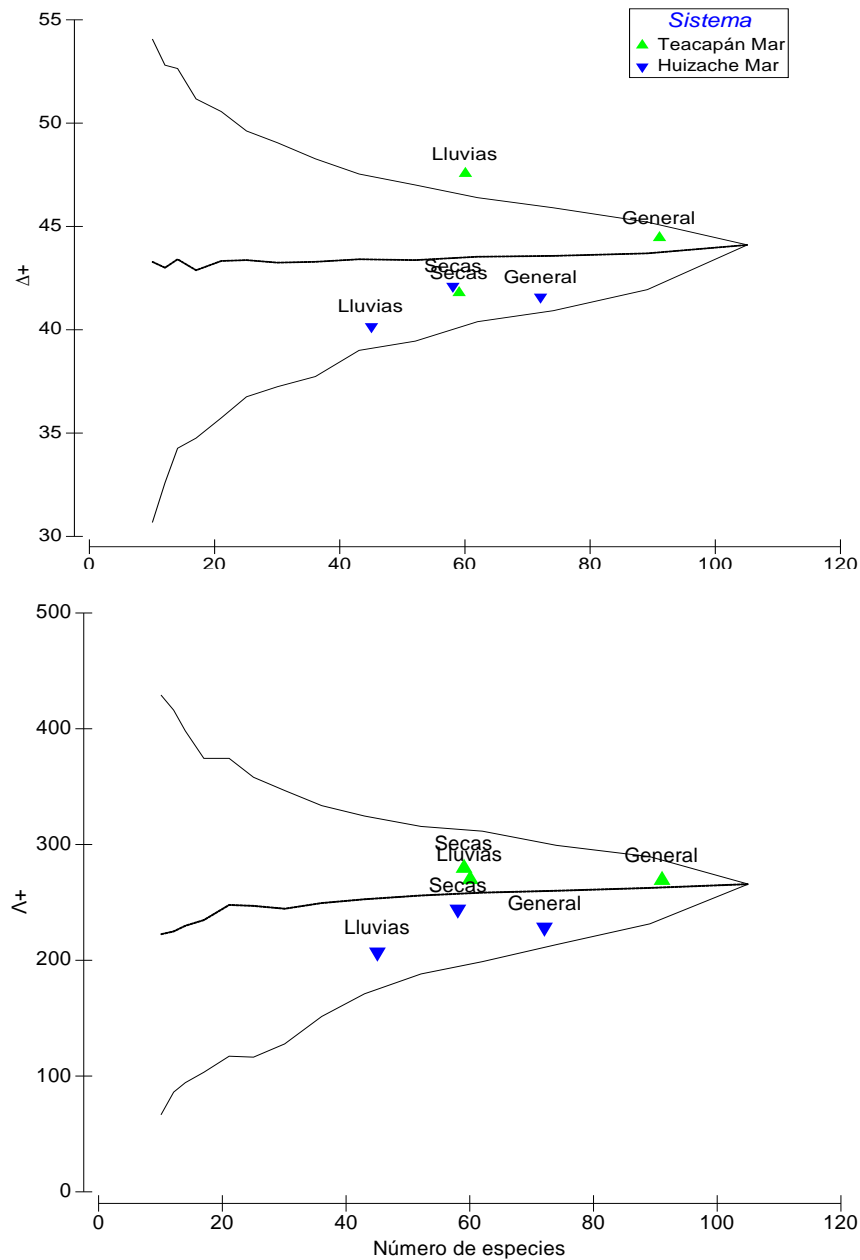 55
50
45
40
35
30
Δ+
Sistema
Teacapán Mar
Huizache Mar
Lluvias
General
Secas
Secas
General
Lluvias
0
20
40
60
80
100
120
500
400
300
200
100
0
Λ+
Secas
Lluvias
General
Secas
General
Lluvias
0
20
40
60
80
100
120
Número de especies